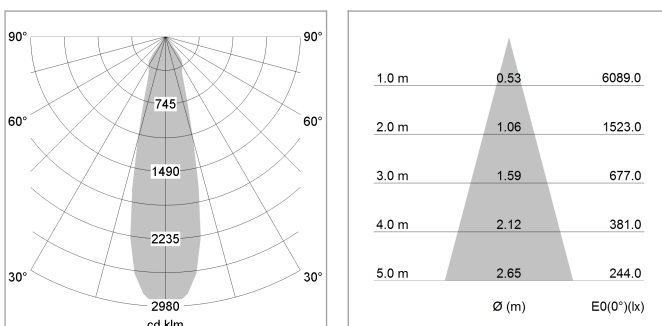 90° 90°
745
60° 60°
1490
2235
30° 30°
2980
cd klm
1.0 m 0.53 6089.0
2.0 m 1.06 1523.0
3.0 m 1.59 677.0
4.0 m 2.12 381.0
5.0 m 2.65 244.0
Ø (m) E0(0°)(lx)